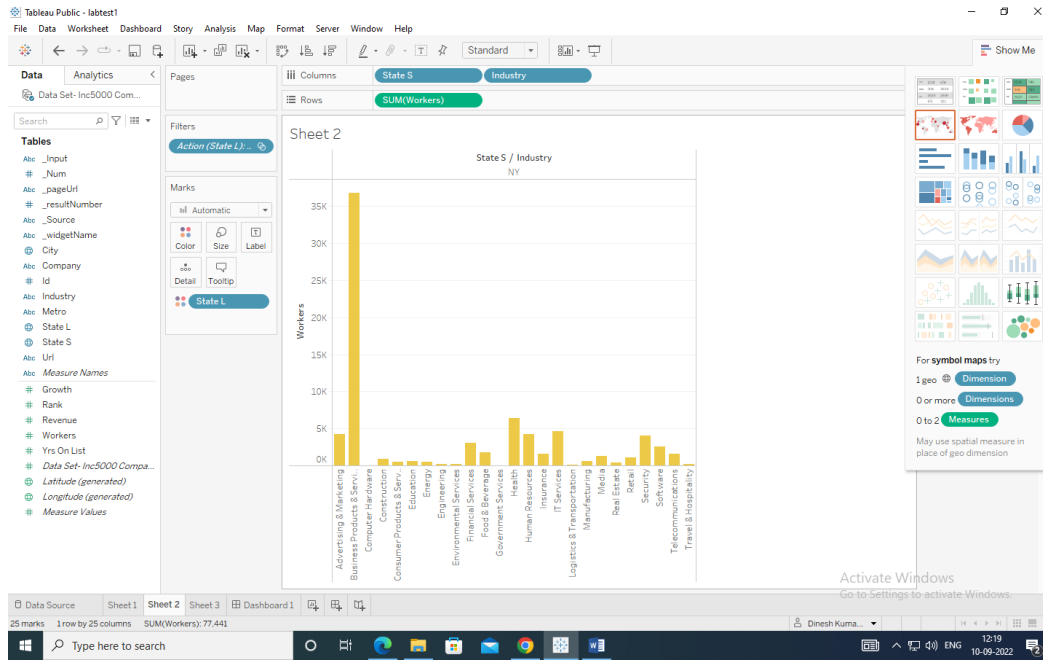 Tableau Public - labtest1
File Data Worksheet Dashboard Story Analysis Map Format Server Window Help
Standard
Show Me
Data Analytics
Data Set- Inc5000 Com...
Search
Tables
Abc _Input
# _Num
Abc _pageUrl
# _resultNumber
Abc _Source
Abc _widgetName
City
Abc Company
# Id
Abc Industry
Abc Metro
State L
State S
Abc Url
Abc Measure Names
# Growth
# Rank
# Revenue
# Workers
# Yrs On List
# Data Set- Inc5000 Compa...
Latitude (generated)
Longitude (generated)
# Measure Values
Pages
Filters
Action (State L): ..
Marks
Automatic
Color Size Label
Detail Tooltip
State L
Columns State S Industry
Rows SUM(Workers)
Sheet 2
State S / Industry
NY
Workers
35K
30K
25K
20K
15K
10K
5K
0K
Advertising & Marketing
Business Products & Servi..
Computer Hardware
Construction
Consumer Products & Serv..
Education
Energy
Engineering
Environmental Services
Financial Services
Food & Beverage
Government Services
Health
Human Resources
Insurance
IT Services
Logistics & Transportation
Manufacturing
Media
Real Estate
Retail
Security
Software
Telecommunications
Travel & Hospitality
For symbol maps try
1 geo Dimension
0 or more Dimensions
0 to 2 Measures
May use spatial measure in
place of geo dimension
Activate Windows
Go to Settings to activate Windows.
Data Source Sheet 1 Sheet 2 Sheet 3 Dashboard 1
25 marks 1 row by 25 columns SUM(Workers): 77,441
Dinesh Kuma...
Type here to search
ENG
12:19
10-09-2022
2